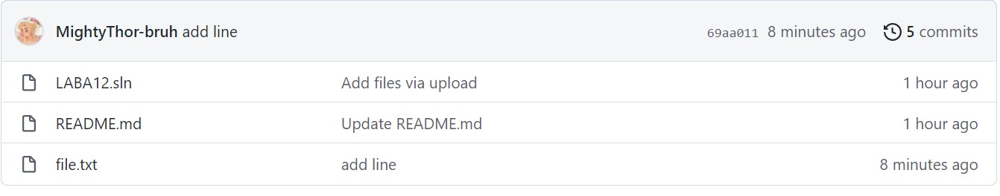 MightyThor-bruh add line 69aa011 8 minutes ago 5 commits
LABA12.sln Add files via upload 1 hour ago
README.md Update README.md 1 hour ago
file.txt add line 8 minutes ago